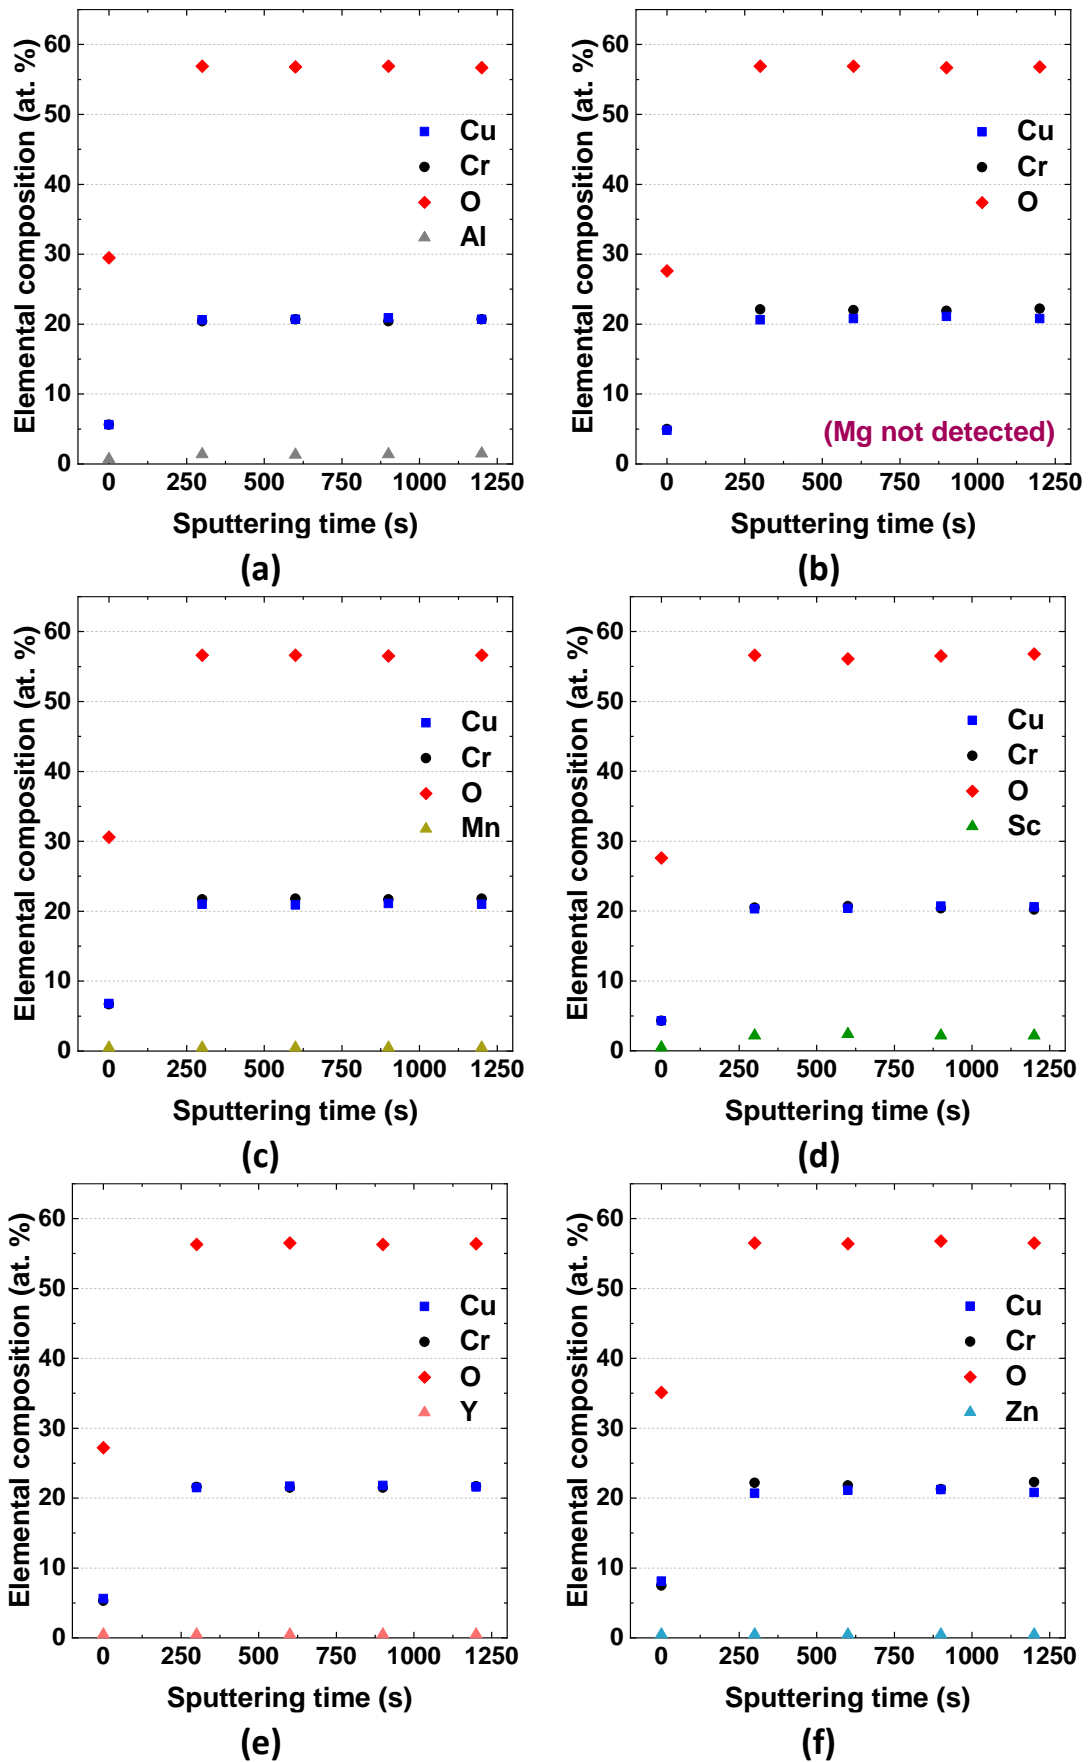 Elemental composition (at. %)
60
50
40
30
20
10
0
Cu
Cr
O
Al
0 250 500 750 1000 1250
Sputtering time (s)
(a)
Elemental composition (at. %)
60
50
40
30
20
10
0
Cu
Cr
O
(Mg not detected)
0 250 500 750 1000 1250
Sputtering time (s)
(b)
Elemental composition (at. %)
60
50
40
30
20
10
0
Cu
Cr
O
Mn
0 250 500 750 1000 1250
Sputtering time (s)
(c)
Elemental composition (at. %)
60
50
40
30
20
10
0
Cu
Cr
O
Sc
0 250 500 750 1000 1250
Sputtering time (s)
(d)
Elemental composition (at. %)
60
50
40
30
20
10
0
Cu
Cr
O
Y
0 250 500 750 1000 1250
Sputtering time (s)
(e)
Elemental composition (at. %)
60
50
40
30
20
10
0
Cu
Cr
O
Zn
0 250 500 750 1000 1250
Sputtering time (s)
(f)